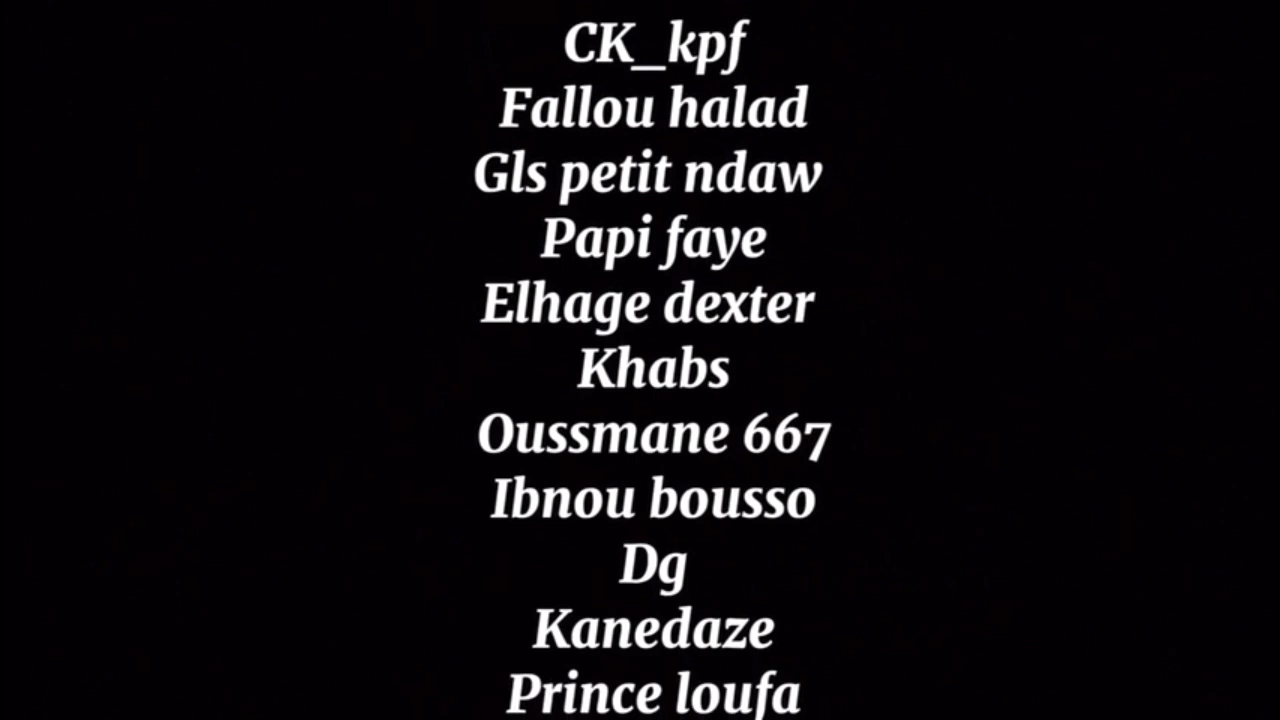 CK_kpf
Fallou halad
Gls petit ndaw
Papi faye
Elhage dexter
Khabs
Oussmane 667
Ibnou bousso
Dg
Kanedaze
Prince loufa